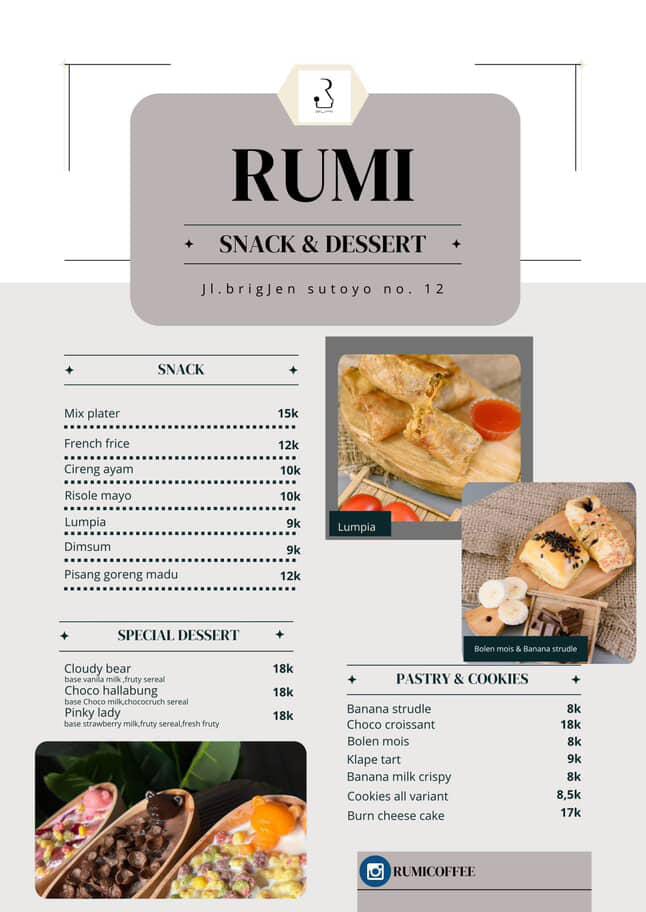 RUMI
SNACK & DESSERT
Jl.brigJen sutoyo no. 12
SNACK
Mix plater 15k
French frice 12k
Cireng ayam 10k
Risole mayo 10k
Lumpia 9k
Dimsum 9k
Pisang goreng madu 12k
Lumpia
Bolen mois & Banana strudle
SPECIAL DESSERT
Cloudy bear 18k
base vanila milk ,fruty sereal
Choco hallabung 18k
base Choco milk,chococruch sereal
Pinky lady 18k
base strawberry milk,fruty sereal,fresh fruty
PASTRY & COOKIES
Banana strudle 8k
Choco croissant 18k
Bolen mois 8k
Klape tart 9k
Banana milk crispy 8k
Cookies all variant 8,5k
Burn cheese cake 17k
RUMICOFFEE